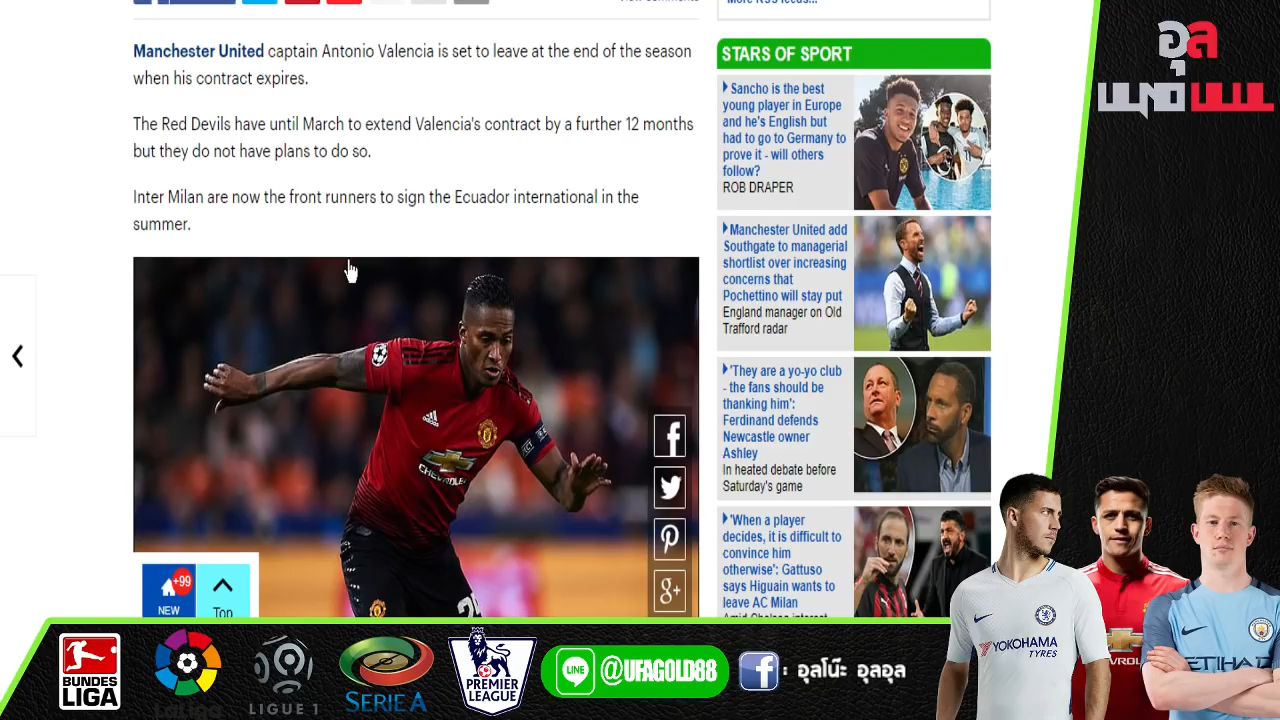 Manchester United captain Antonio Valencia is set to leave at the end of the season
when his contract expires.
The Red Devils have until March to extend Valencia's contract by a further 12 months
but they do not have plans to do so.
Inter Milan are now the front runners to sign the Ecuador international in the
summer.
CHEVROLET
+99
NEW
Top
STARS OF SPORT
Sancho is the best
young player in Europe
and he's English but
had to go to Germany to
prove it - will others
follow?
ROB DRAPER
Manchester United add
Southgate to managerial
shortlist over increasing
concerns that
Pochettino will stay put
England manager on Old
Trafford radar
'They are a yo-yo club
- the fans should be
thanking him':
Ferdinand defends
Newcastle owner
Ashley
In heated debate before
Saturday's game
'When a player
decides, it is difficult to
convince him
otherwise': Gattuso
says Higuain wants to
leave AC Milan
อุล
YOKOHAMA
TYRES
BUNDES
LIGA
LaLiga
LIGUE 1
SERIE A
PREMIER
LEAGUE
LINE
@UFAGOLD88
f : อุลโน๊ะ อุลอุล